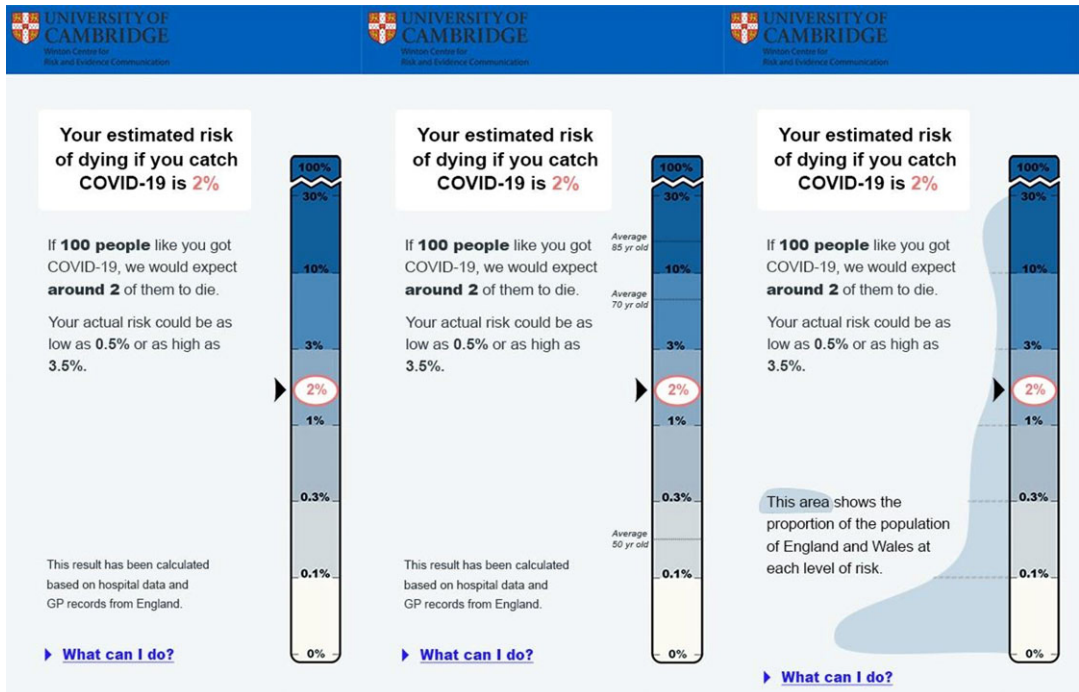 UNIVERSITY OF
CAMBRIDGE
Winton Centre for
Risk and Evidence Communication
Your estimated risk
of dying if you catch
COVID-19 is 2%
If 100 people like you got
COVID-19, we would expect
around 2 of them to die.
Your actual risk could be as
low as 0.5% or as high as
3.5%.
This result has been calculated
based on hospital data and
GP records from England.
What can I do?
100%
30%
10%
3%
2%
1%
0.3%
0.1%
0%
UNIVERSITY OF
CAMBRIDGE
Winton Centre for
Risk and Evidence Communication
Your estimated risk
of dying if you catch
COVID-19 is 2%
If 100 people like you got
COVID-19, we would expect
around 2 of them to die.
Your actual risk could be as
low as 0.5% or as high as
3.5%.
This result has been calculated
based on hospital data and
GP records from England.
What can I do?
Average
85 yr old
Average
70 yr old
Average
50 yr old
100%
30%
10%
3%
2%
1%
0.3%
0.1%
0%
UNIVERSITY OF
CAMBRIDGE
Winton Centre for
Risk and Evidence Communication
Your estimated risk
of dying if you catch
COVID-19 is 2%
If 100 people like you got
COVID-19, we would expect
around 2 of them to die.
Your actual risk could be as
low as 0.5% or as high as
3.5%.
This area shows the
proportion of the population
of England and Wales at
each level of risk.
What can I do?
100%
30%
10%
3%
2%
1%
0.3%
0.1%
0%